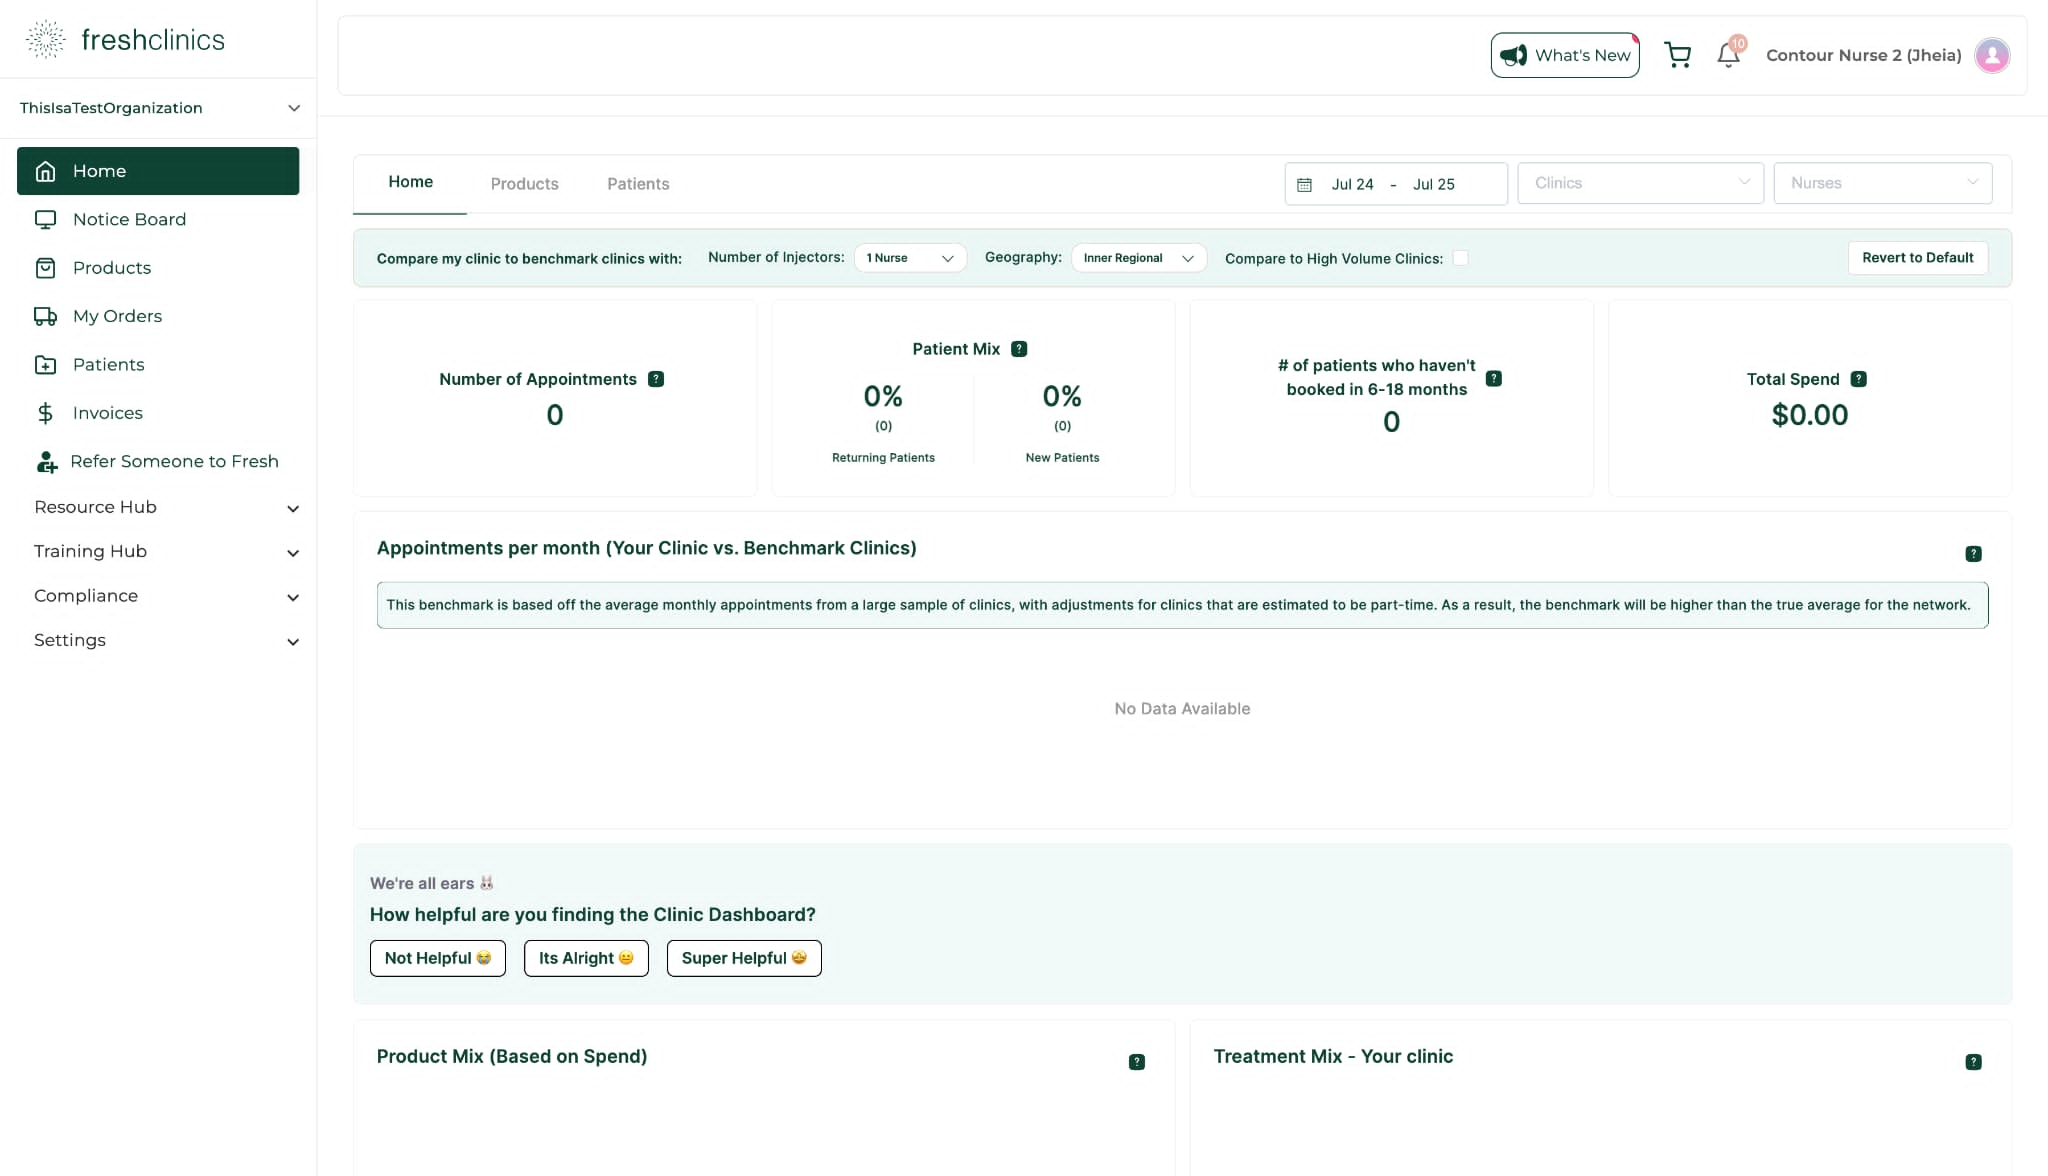 freshclinics
What's New
10
Contour Nurse 2 (Jheia)
ThisIsaTestOrganization
Home
Notice Board
Products
My Orders
Patients
Invoices
Refer Someone to Fresh
Resource Hub
Training Hub
Compliance
Settings
Home
Products
Patients
Jul 24 - Jul 25
Clinics
Nurses
Compare my clinic to benchmark clinics with:
Number of Injectors:
1 Nurse
Geography:
Inner Regional
Compare to High Volume Clinics:
Revert to Default
Number of Appointments ?
0
Patient Mix ?
0%
(0)
Returning Patients
0%
(0)
New Patients
# of patients who haven't
booked in 6-18 months ?
0
Total Spend ?
$0.00
Appointments per month (Your Clinic vs. Benchmark Clinics)
?
This benchmark is based off the average monthly appointments from a large sample of clinics, with adjustments for clinics that are estimated to be part-time. As a result, the benchmark will be higher than the true average for the network.
No Data Available
We're all ears 🐰
How helpful are you finding the Clinic Dashboard?
Not Helpful 😭
Its Alright 😐
Super Helpful 🤩
Product Mix (Based on Spend)
?
Treatment Mix - Your clinic
?